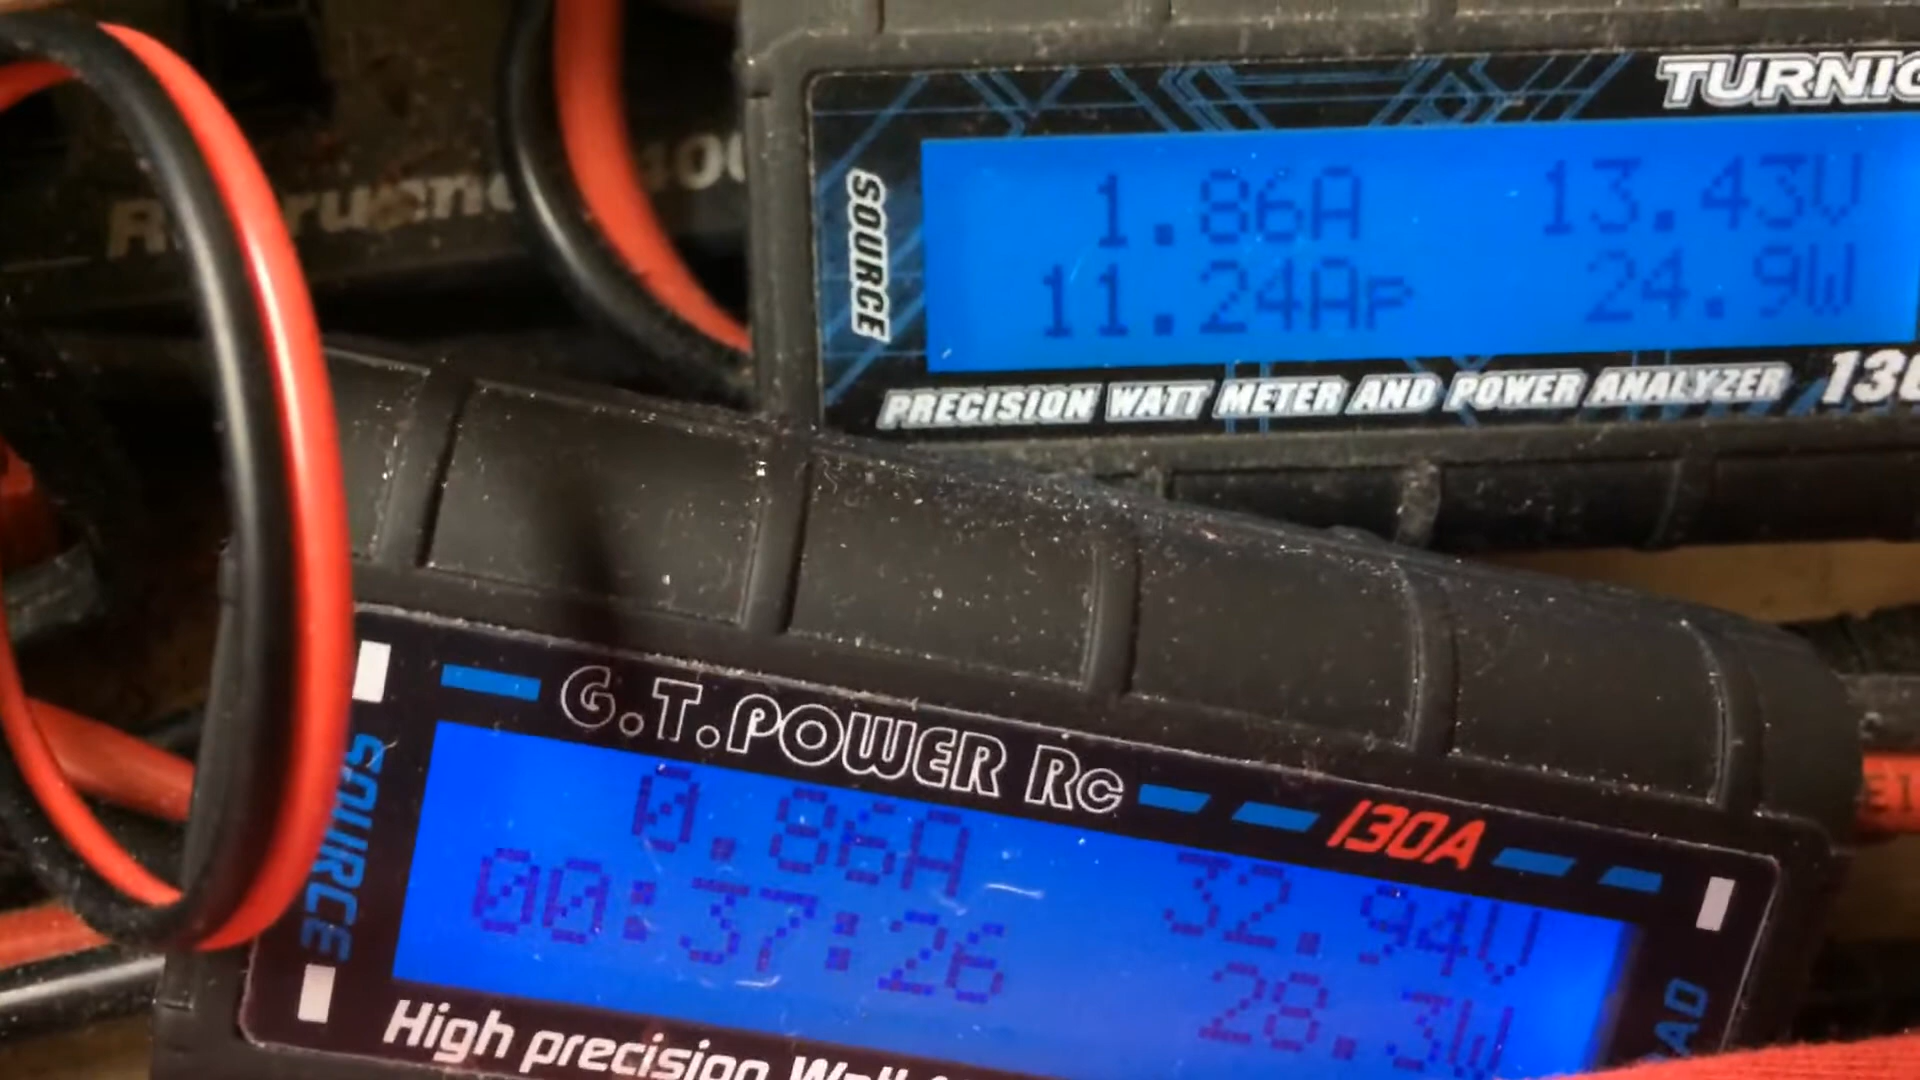 TURNIG
SOURCE
1.86A 13.43V
11.24Ap 24.9W
PRECISION WATT METER AND POWER ANALYZER 130
G.T.POWER RC 130A
SOURCE
0.86A 32.94V
00:37:26 28.3W
High precision